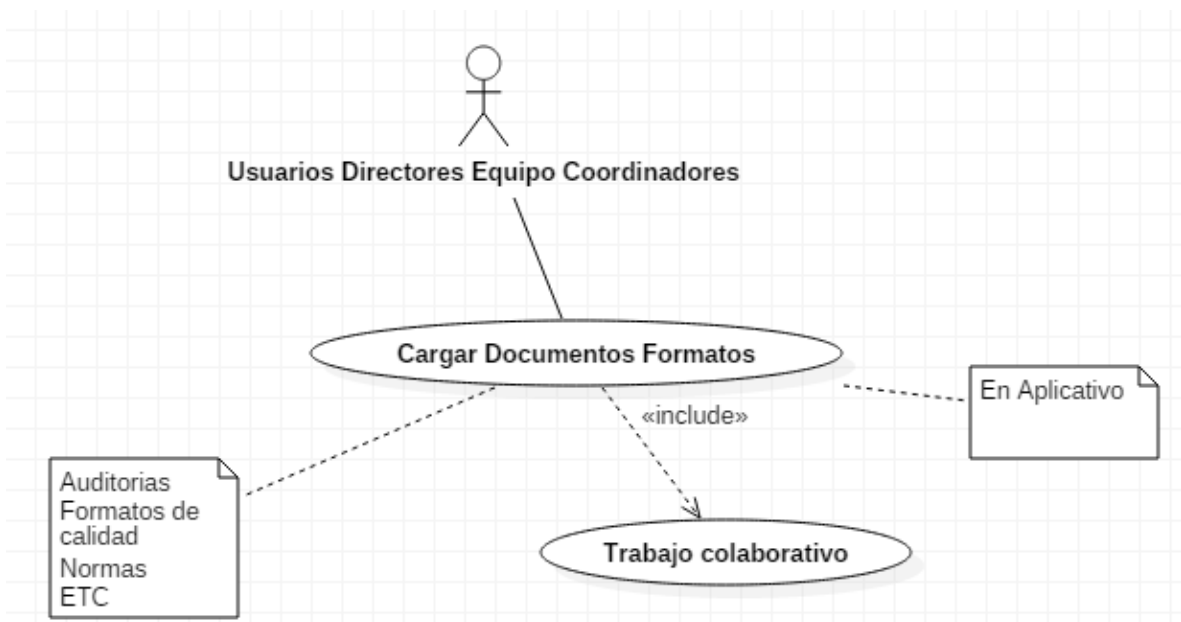 Usuarios Directores Equipo Coordinadores
Cargar Documentos Formatos
En Aplicativo
«include»
Auditorias
Formatos de
calidad
Normas
ETC
Trabajo colaborativo